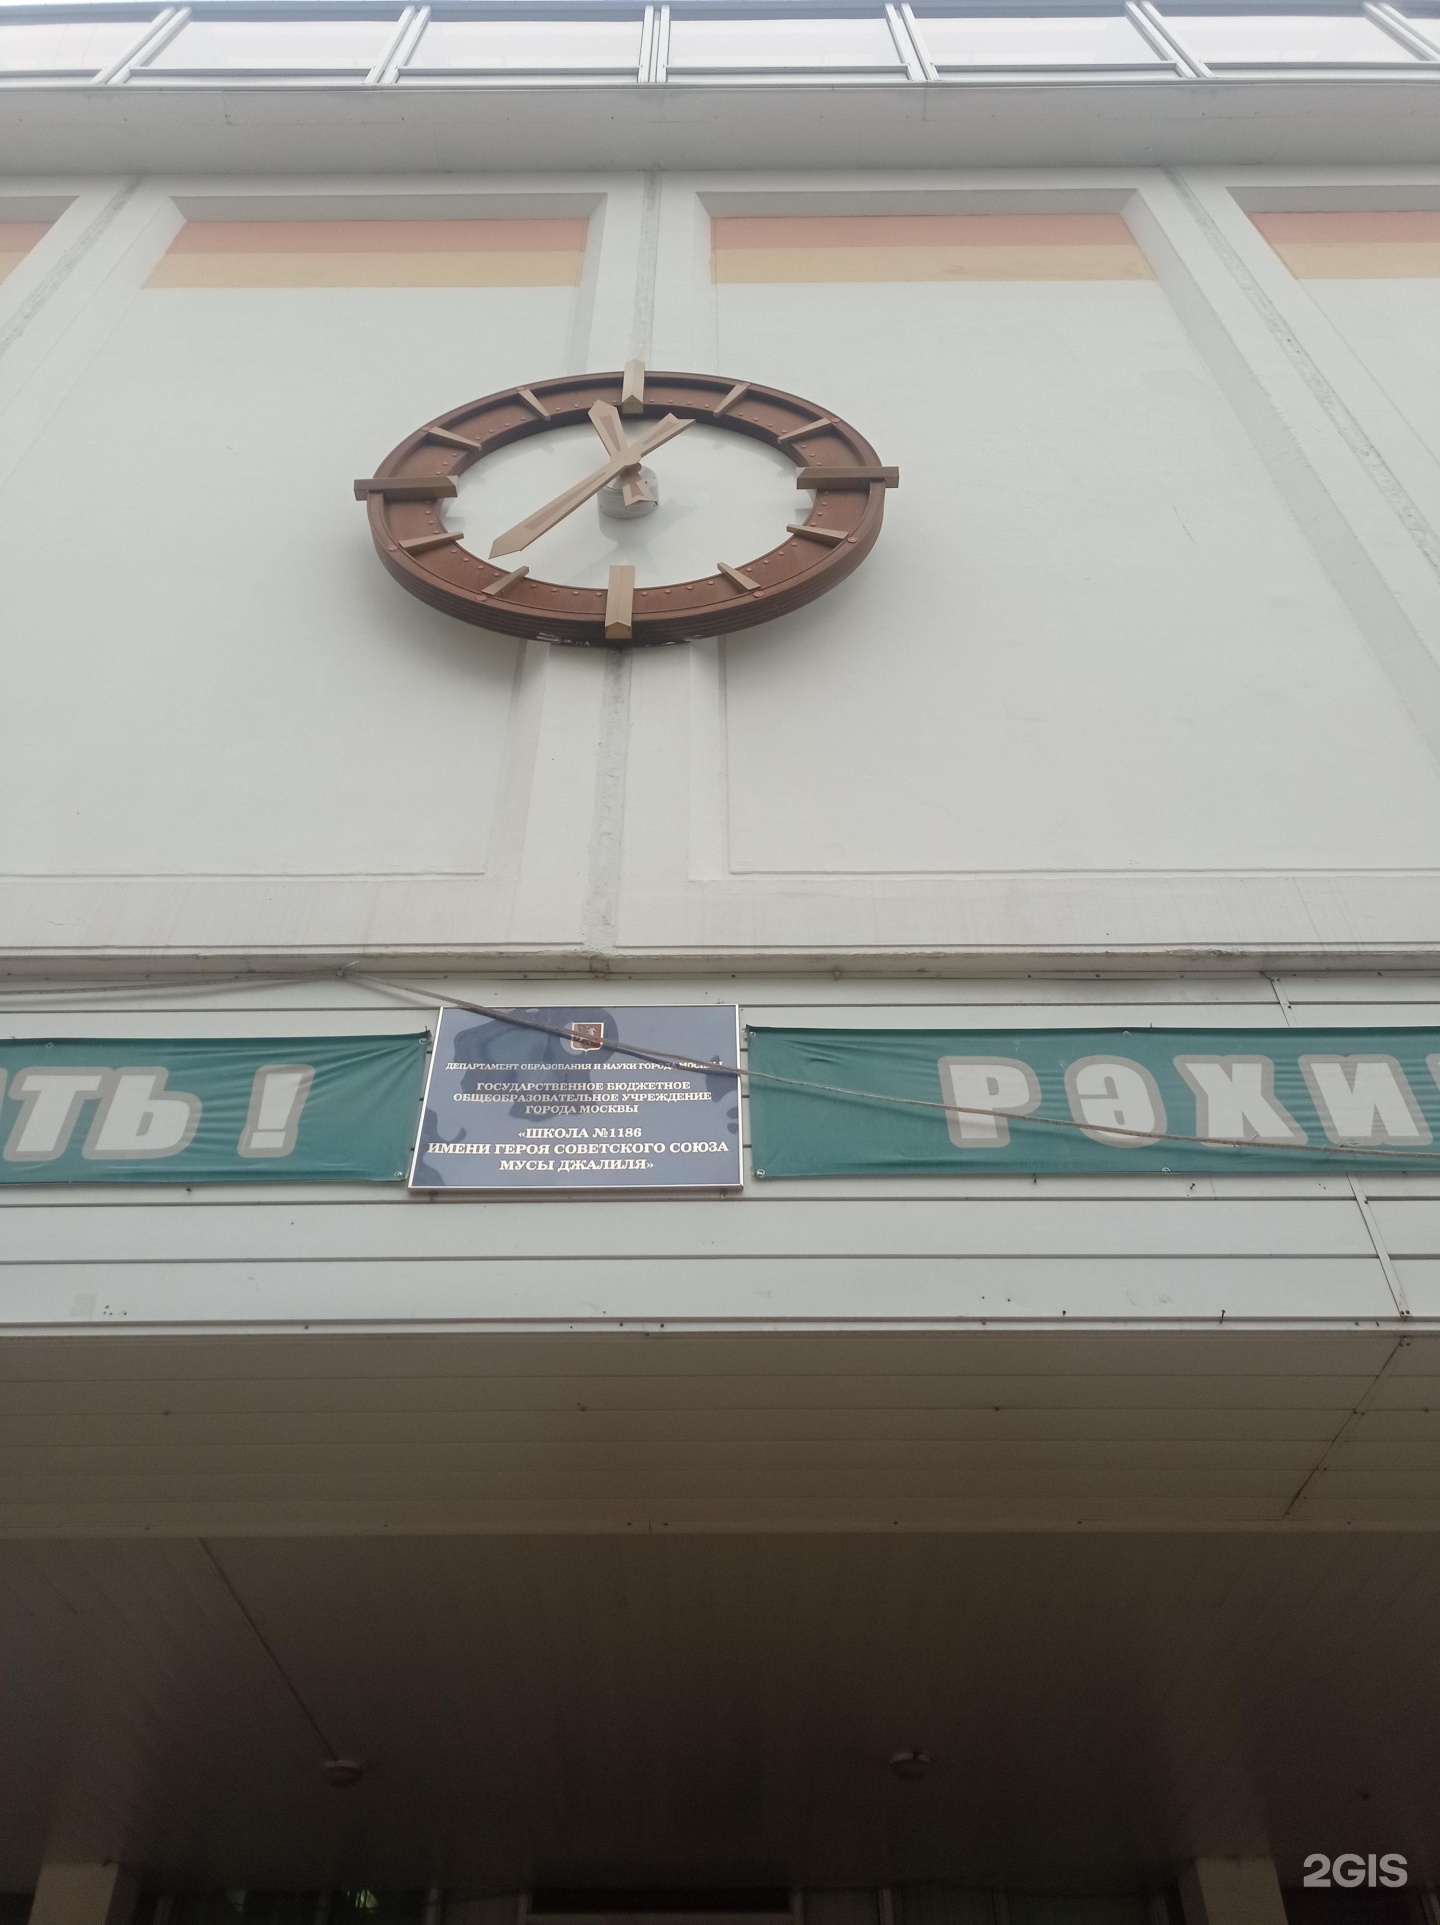 ТЬ!
ДЕПАРТАМЕНТ ОБРАЗОВАНИЯ И НАУКИ ГОРОДА МОСКВЫ
ГОСУДАРСТВЕННОЕ БЮДЖЕТНОЕ
ОБЩЕОБРАЗОВАТЕЛЬНОЕ УЧРЕЖДЕНИЕ
ГОРОДА МОСКВЫ
«ШКОЛА №1186
ИМЕНИ ГЕРОЯ СОВЕТСКОГО СОЮЗА
МУСЫ ДЖАЛИЛЯ»
РӘХИ
2GIS